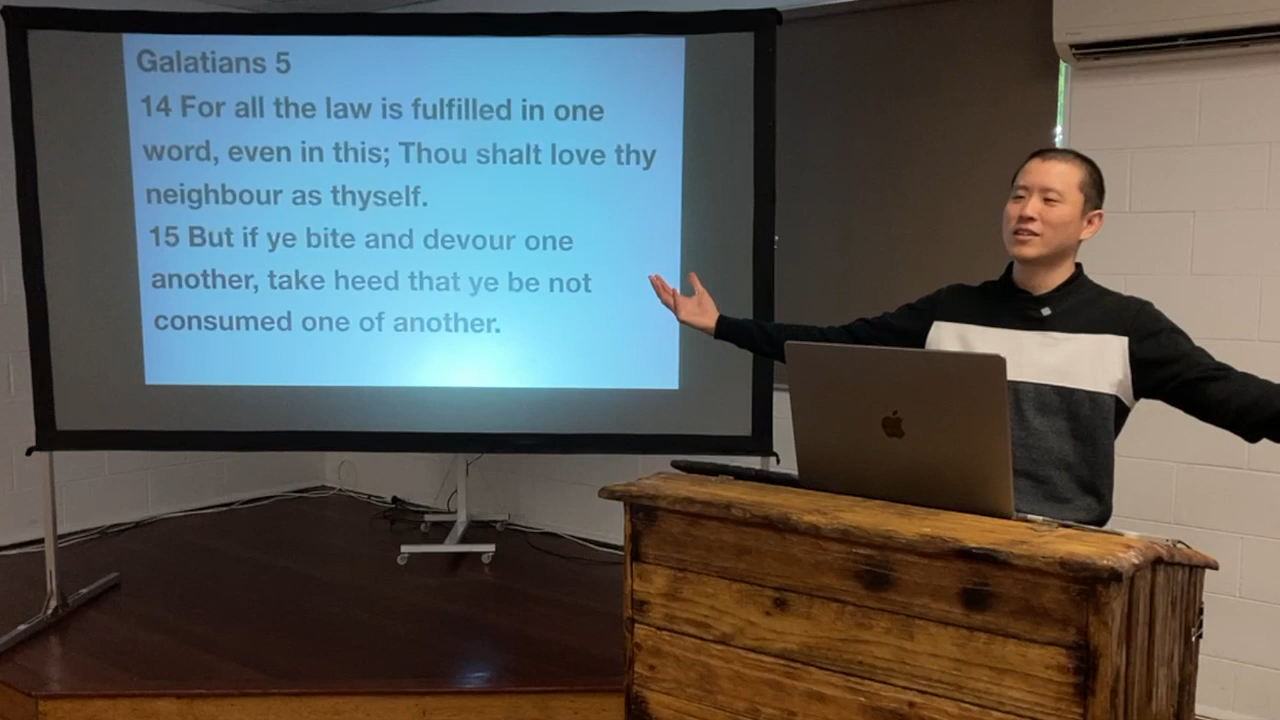 Galatians 5
14 For all the law is fulfilled in one
word, even in this; Thou shalt love thy
neighbour as thyself.
15 But if ye bite and devour one
another, take heed that ye be not
consumed one of another.